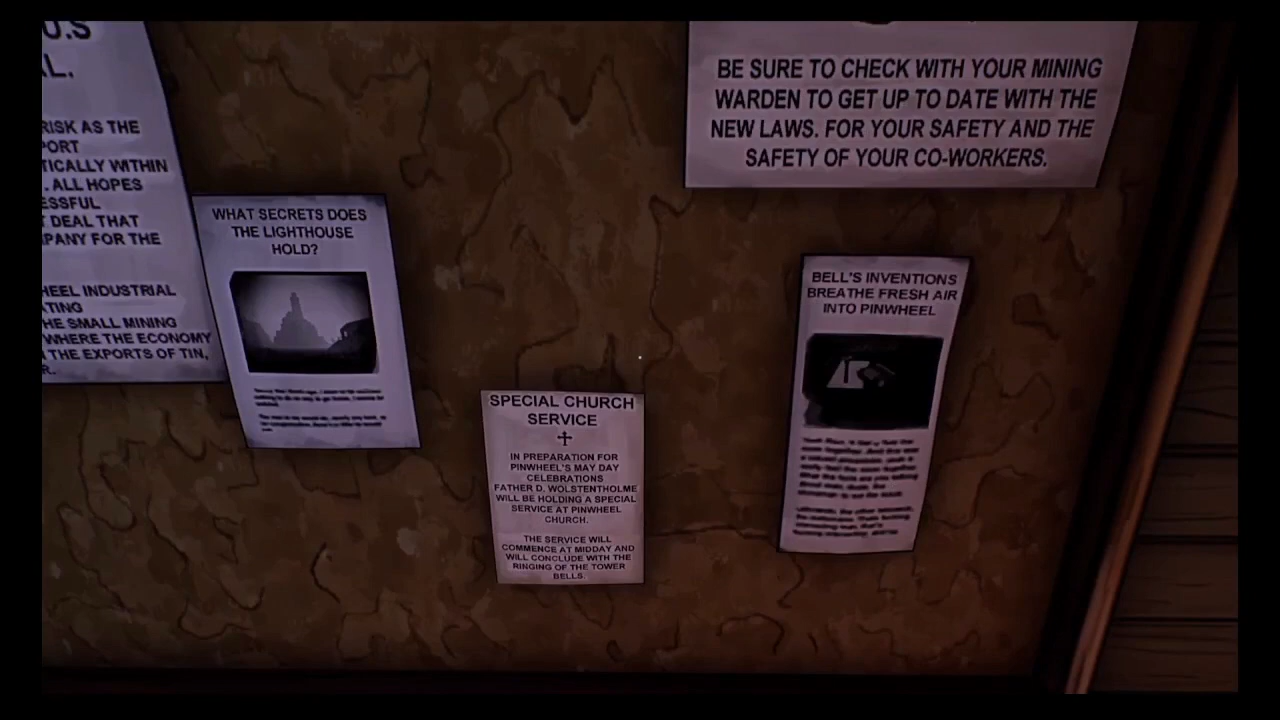 U.S
L.
RISK AS THE
PORT
TICALLY WITHIN
. ALL HOPES
ESSFUL
T DEAL THAT
MPANY FOR THE
HEEL INDUSTRIAL
ATING
HE SMALL MINING
WHERE THE ECONOMY
N THE EXPORTS OF TIN,
R.
WHAT SECRETS DOES
THE LIGHTHOUSE
HOLD?
SPECIAL CHURCH
SERVICE
IN PREPARATION FOR
PINWHEEL'S MAY DAY
CELEBRATIONS
FATHER D. WOLSTENTHOLME
WILL BE HOLDING A SPECIAL
SERVICE AT PINWHEEL
CHURCH.
THE SERVICE WILL
COMMENCE AT MIDDAY AND
WILL CONCLUDE WITH THE
RINGING OF THE TOWER
BELLS.
BE SURE TO CHECK WITH YOUR MINING
WARDEN TO GET UP TO DATE WITH THE
NEW LAWS. FOR YOUR SAFETY AND THE
SAFETY OF YOUR CO-WORKERS.
BELL'S INVENTIONS
BREATHE FRESH AIR
INTO PINWHEEL